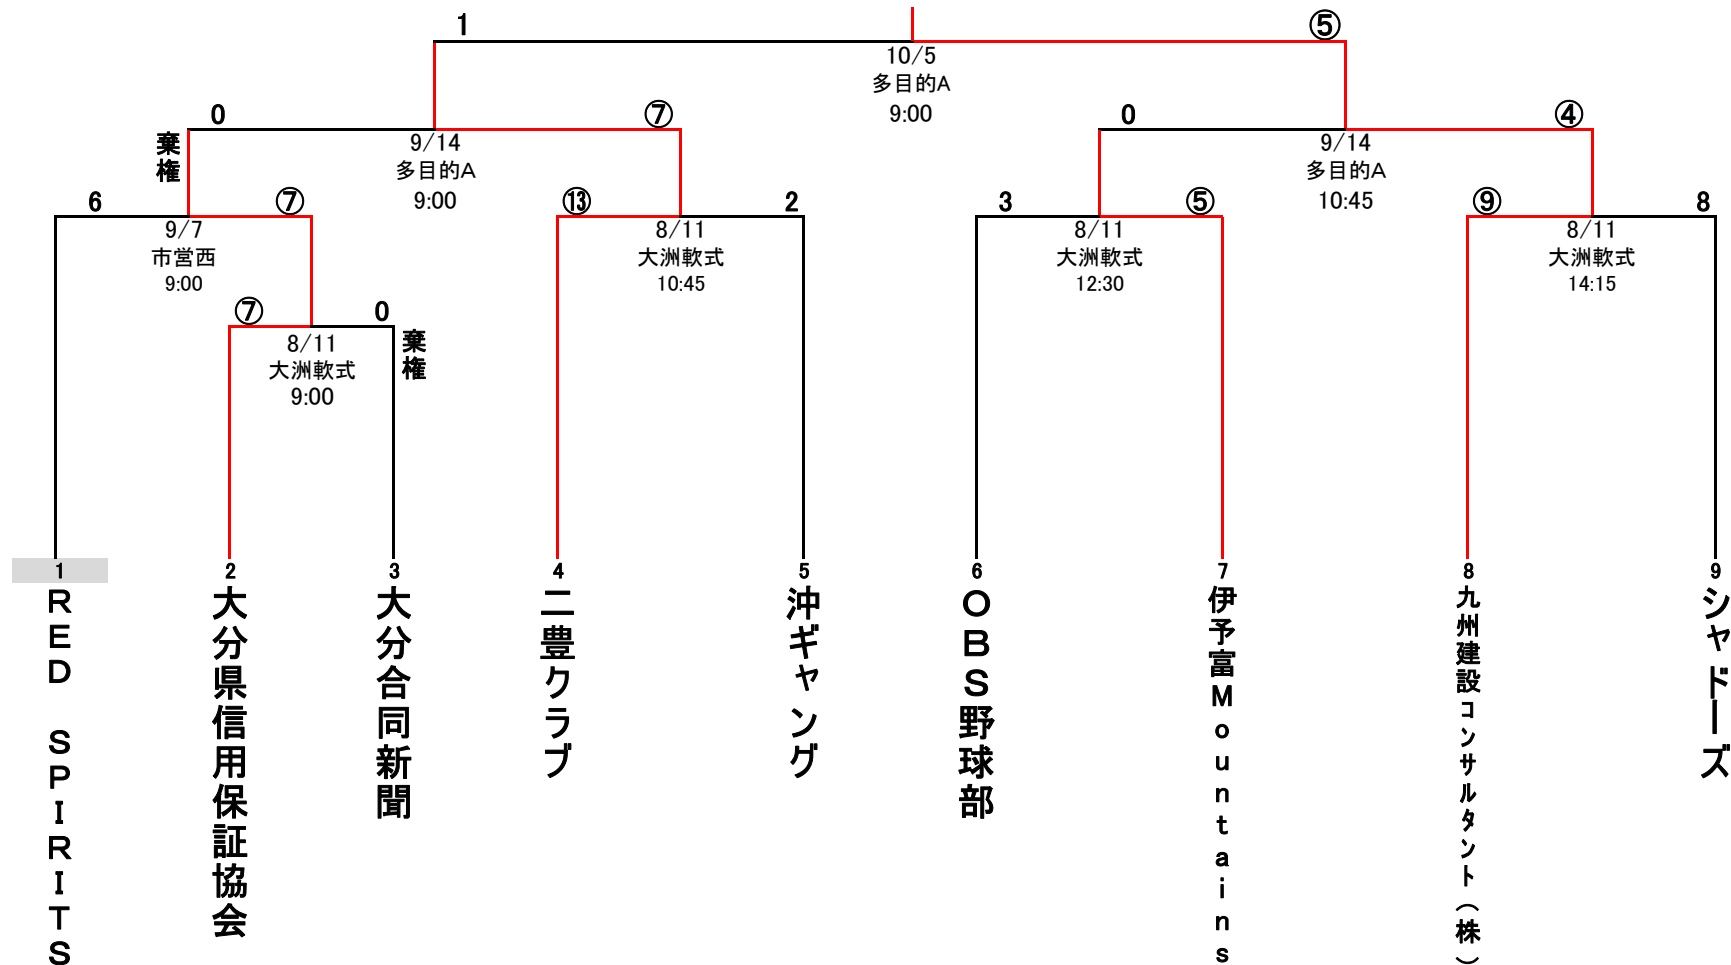 1
⑤
10/5
多目的A
9:00
0
⑦
棄権
9/14
多目的A
9:00
0
④
9/14
多目的A
10:45
6
⑦
9/7
市営西
9:00
⑬
2
8/11
大洲軟式
10:45
3
⑤
8/11
大洲軟式
12:30
⑨
8
8/11
大洲軟式
14:15
⑦
0
棄権
8/11
大洲軟式
9:00
1
RED SPIRITS
2
大分県信用保証協会
3
大分合同新聞
4
二豊クラブ
5
沖ギャング
6
OBS野球部
7
伊予富Mountains
8
九州建設コンサルタント(株)
9
シャドーズ